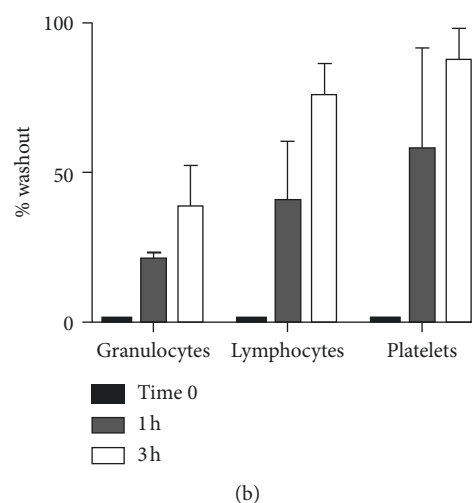 100
50
0
% washout
Granulocytes Lymphocytes Platelets
Time 0
1 h
3 h
(b)